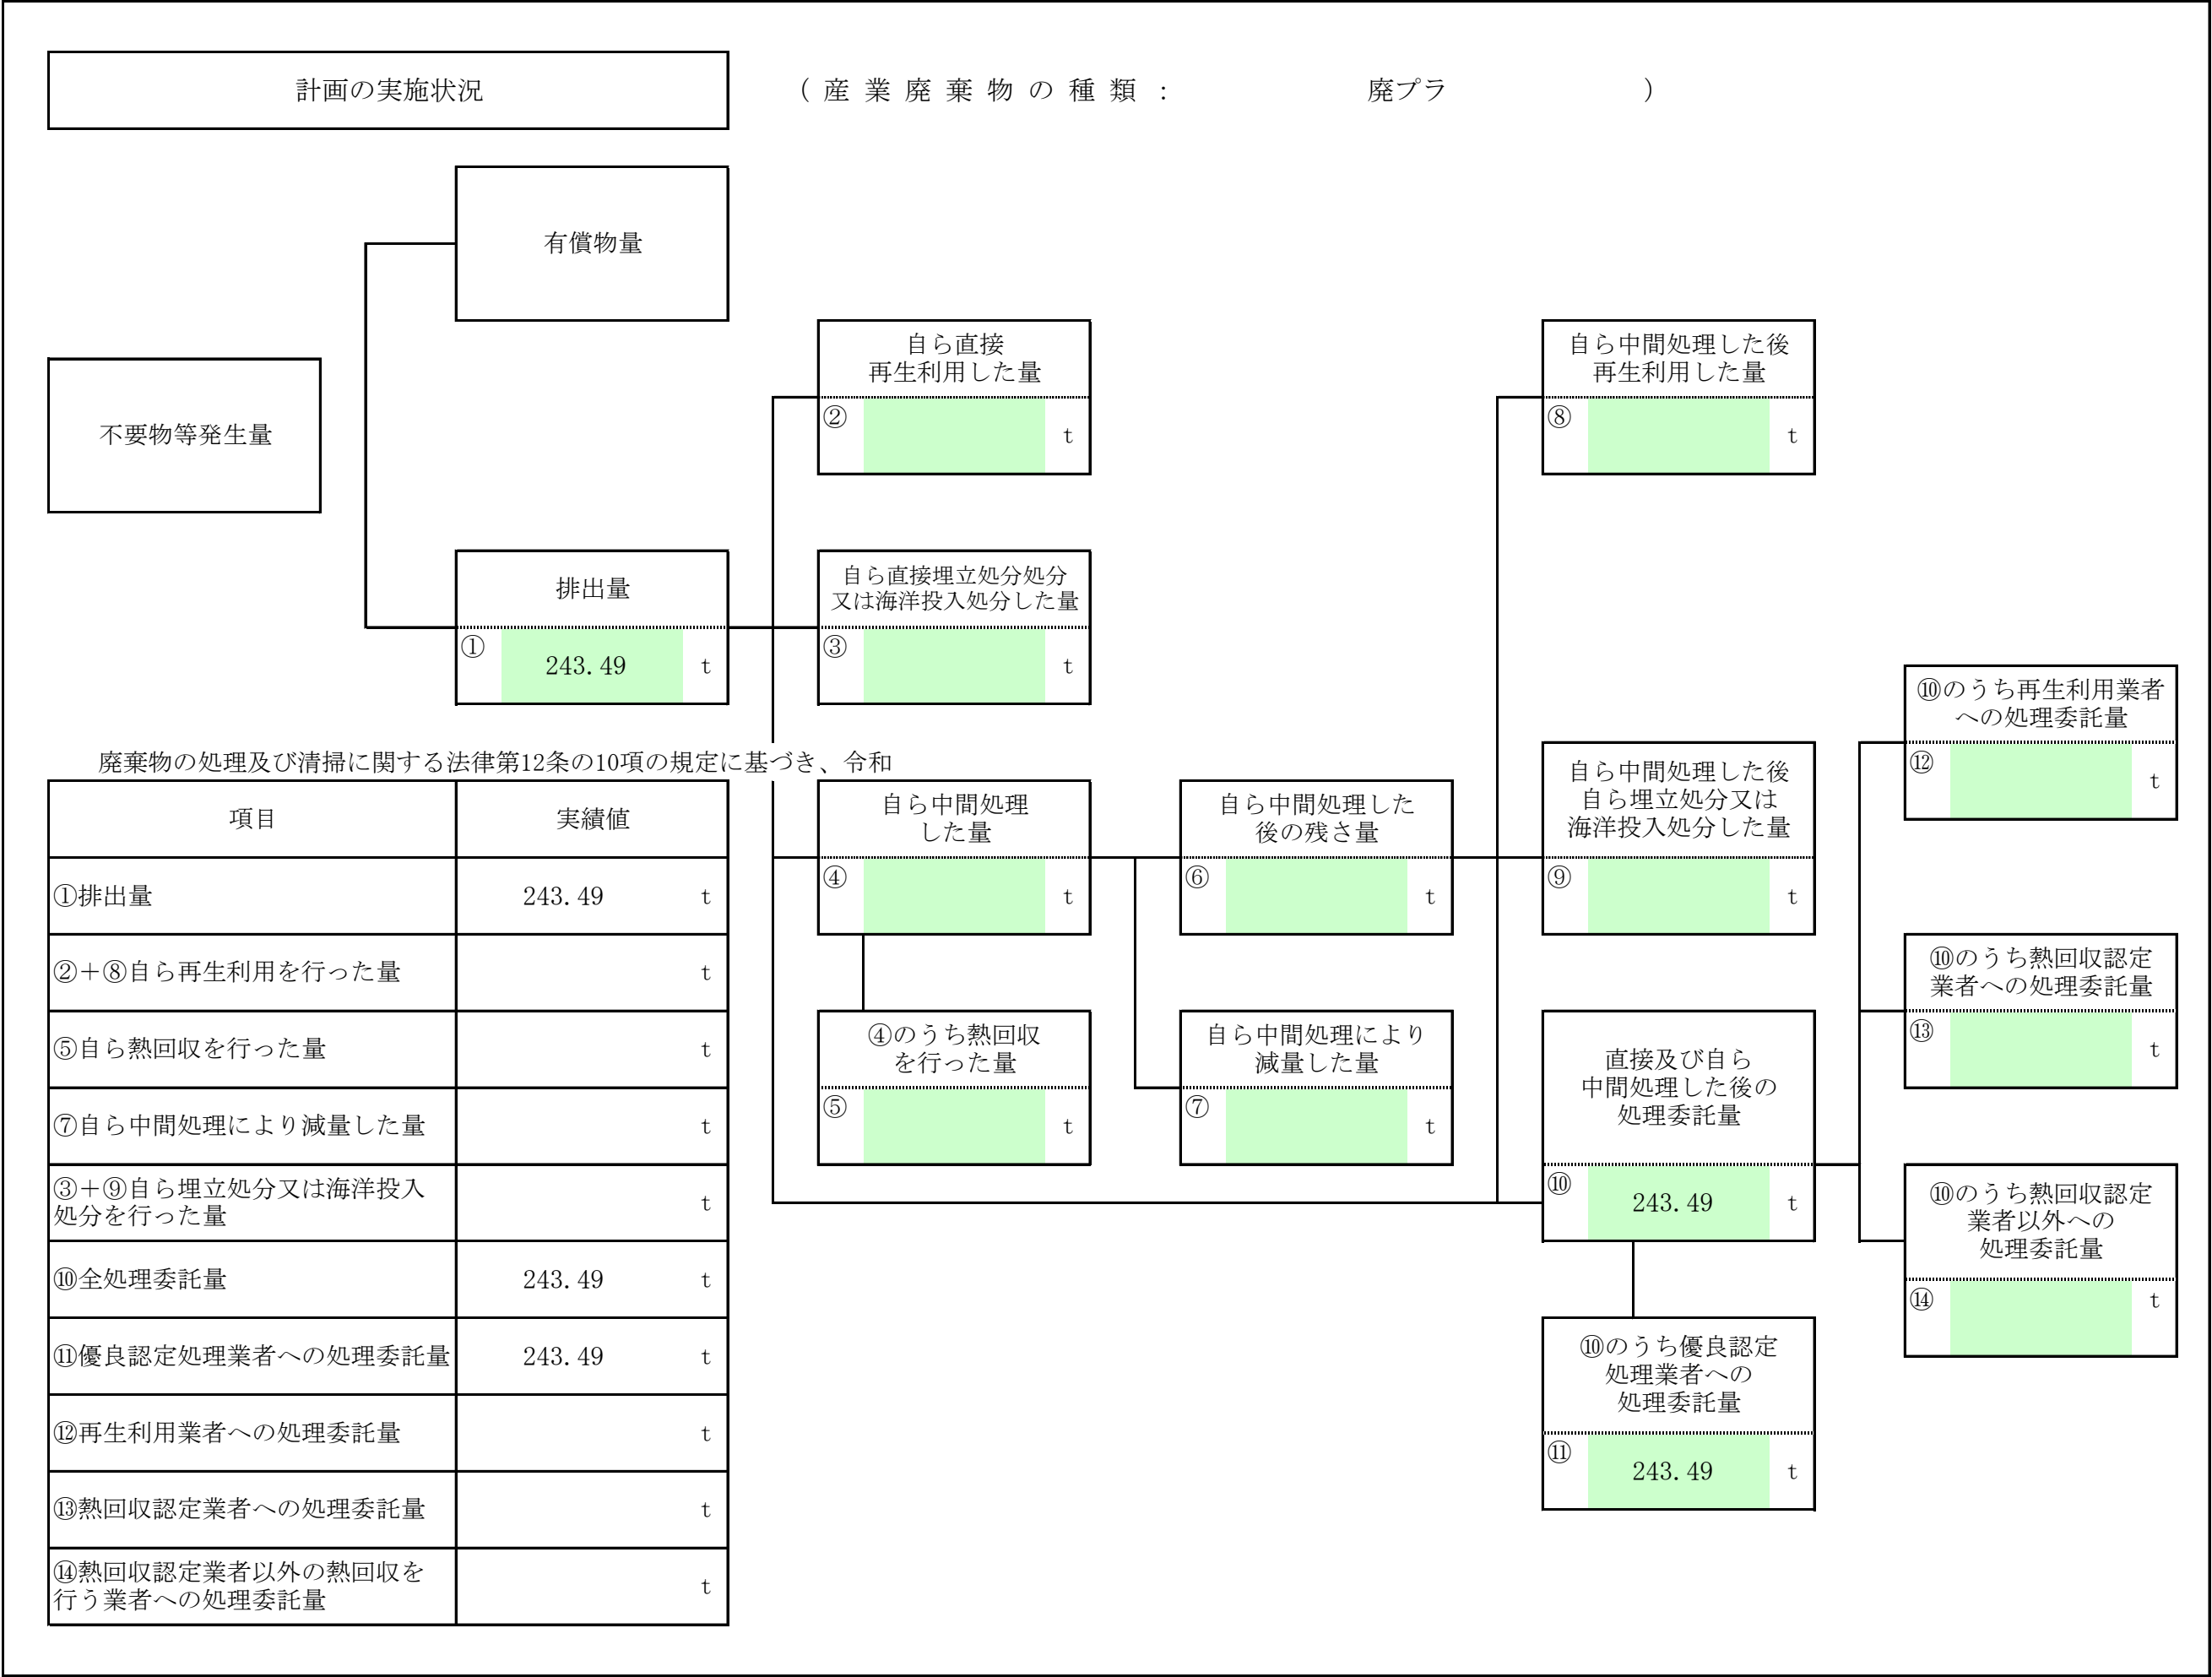 計画の実施状況
(産業廃棄物の種類: 廃プラ )
有償物量
不要物等発生量
自ら直接
再生利用した量
② t
自ら中間処理した後
再生利用した量
⑧ t
排出量
① 243.49 t
自ら直接埋立処分処分
又は海洋投入処分した量
③ t
⑩のうち再生利用業者
への処理委託量
⑫ t
廃棄物の処理及び清掃に関する法律第12条の10項の規定に基づき、令和
自ら中間処理
した量
④ t
自ら中間処理した
後の残さ量
⑥ t
自ら中間処理した後
自ら埋立処分又は
海洋投入処分した量
⑨ t
⑩のうち熱回収認定
業者への処理委託量
⑬ t
④のうち熱回収
を行った量
⑤ t
自ら中間処理により
減量した量
⑦ t
直接及び自ら
中間処理した後の
処理委託量
⑩ 243.49 t
⑩のうち熱回収認定
業者以外への
処理委託量
⑭ t
⑩のうち優良認定
処理業者への
処理委託量
⑪ 243.49 t
項目 実績値
①排出量 243.49 t
②+⑧自ら再生利用を行った量 t
⑤自ら熱回収を行った量 t
⑦自ら中間処理により減量した量 t
③+⑨自ら埋立処分又は海洋投入
処分を行った量 t
⑩全処理委託量 243.49 t
⑪優良認定処理業者への処理委託量 243.49 t
⑫再生利用業者への処理委託量 t
⑬熱回収認定業者への処理委託量 t
⑭熱回収認定業者以外の熱回収を
行う業者への処理委託量 t